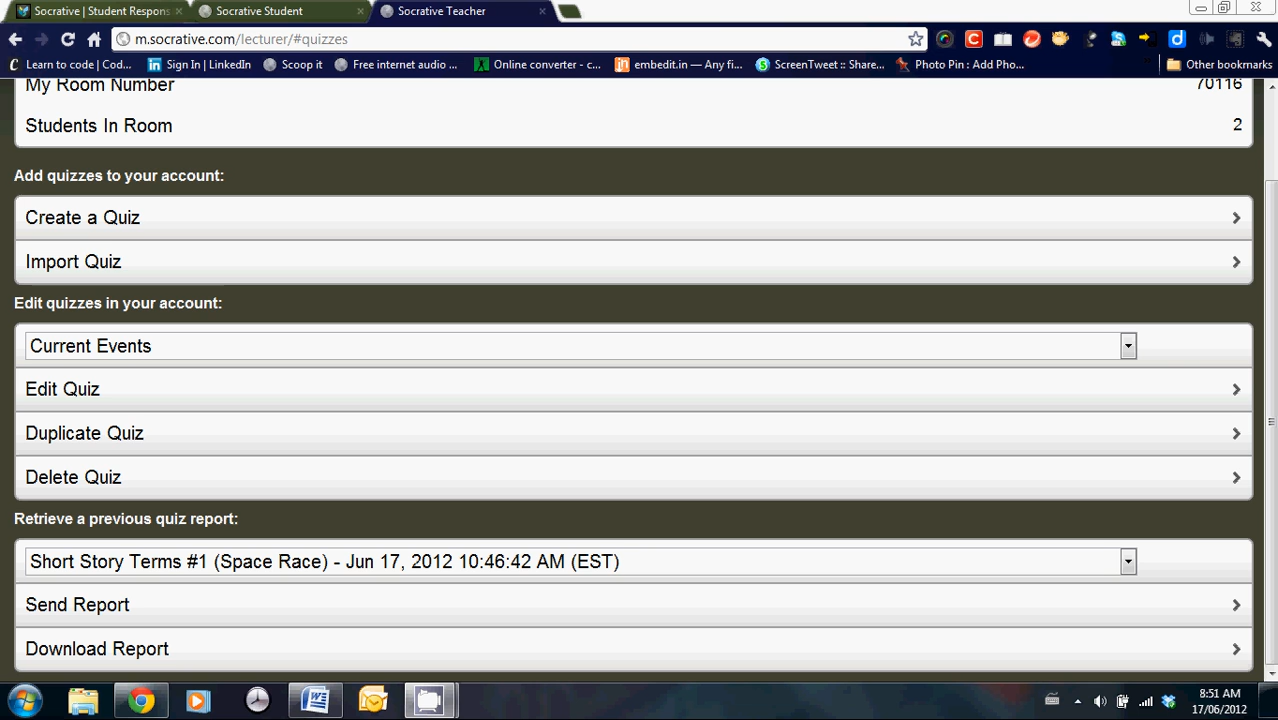 Socrative | Student Respons
Socrative Student
Socrative Teacher
m.socrative.com/lecturer/#quizzes
Learn to code | Cod...
Sign In | LinkedIn
Scoop it
Free internet audio ...
Online converter - c...
embedit.in — Any fi...
ScreenTweet :: Share...
Photo Pin : Add Pho...
Other bookmarks
My Room Number 70116
Students In Room 2
Add quizzes to your account:
Create a Quiz
Import Quiz
Edit quizzes in your account:
Current Events
Edit Quiz
Duplicate Quiz
Delete Quiz
Retrieve a previous quiz report:
Short Story Terms #1 (Space Race) - Jun 17, 2012 10:46:42 AM (EST)
Send Report
Download Report
8:51 AM
17/06/2012